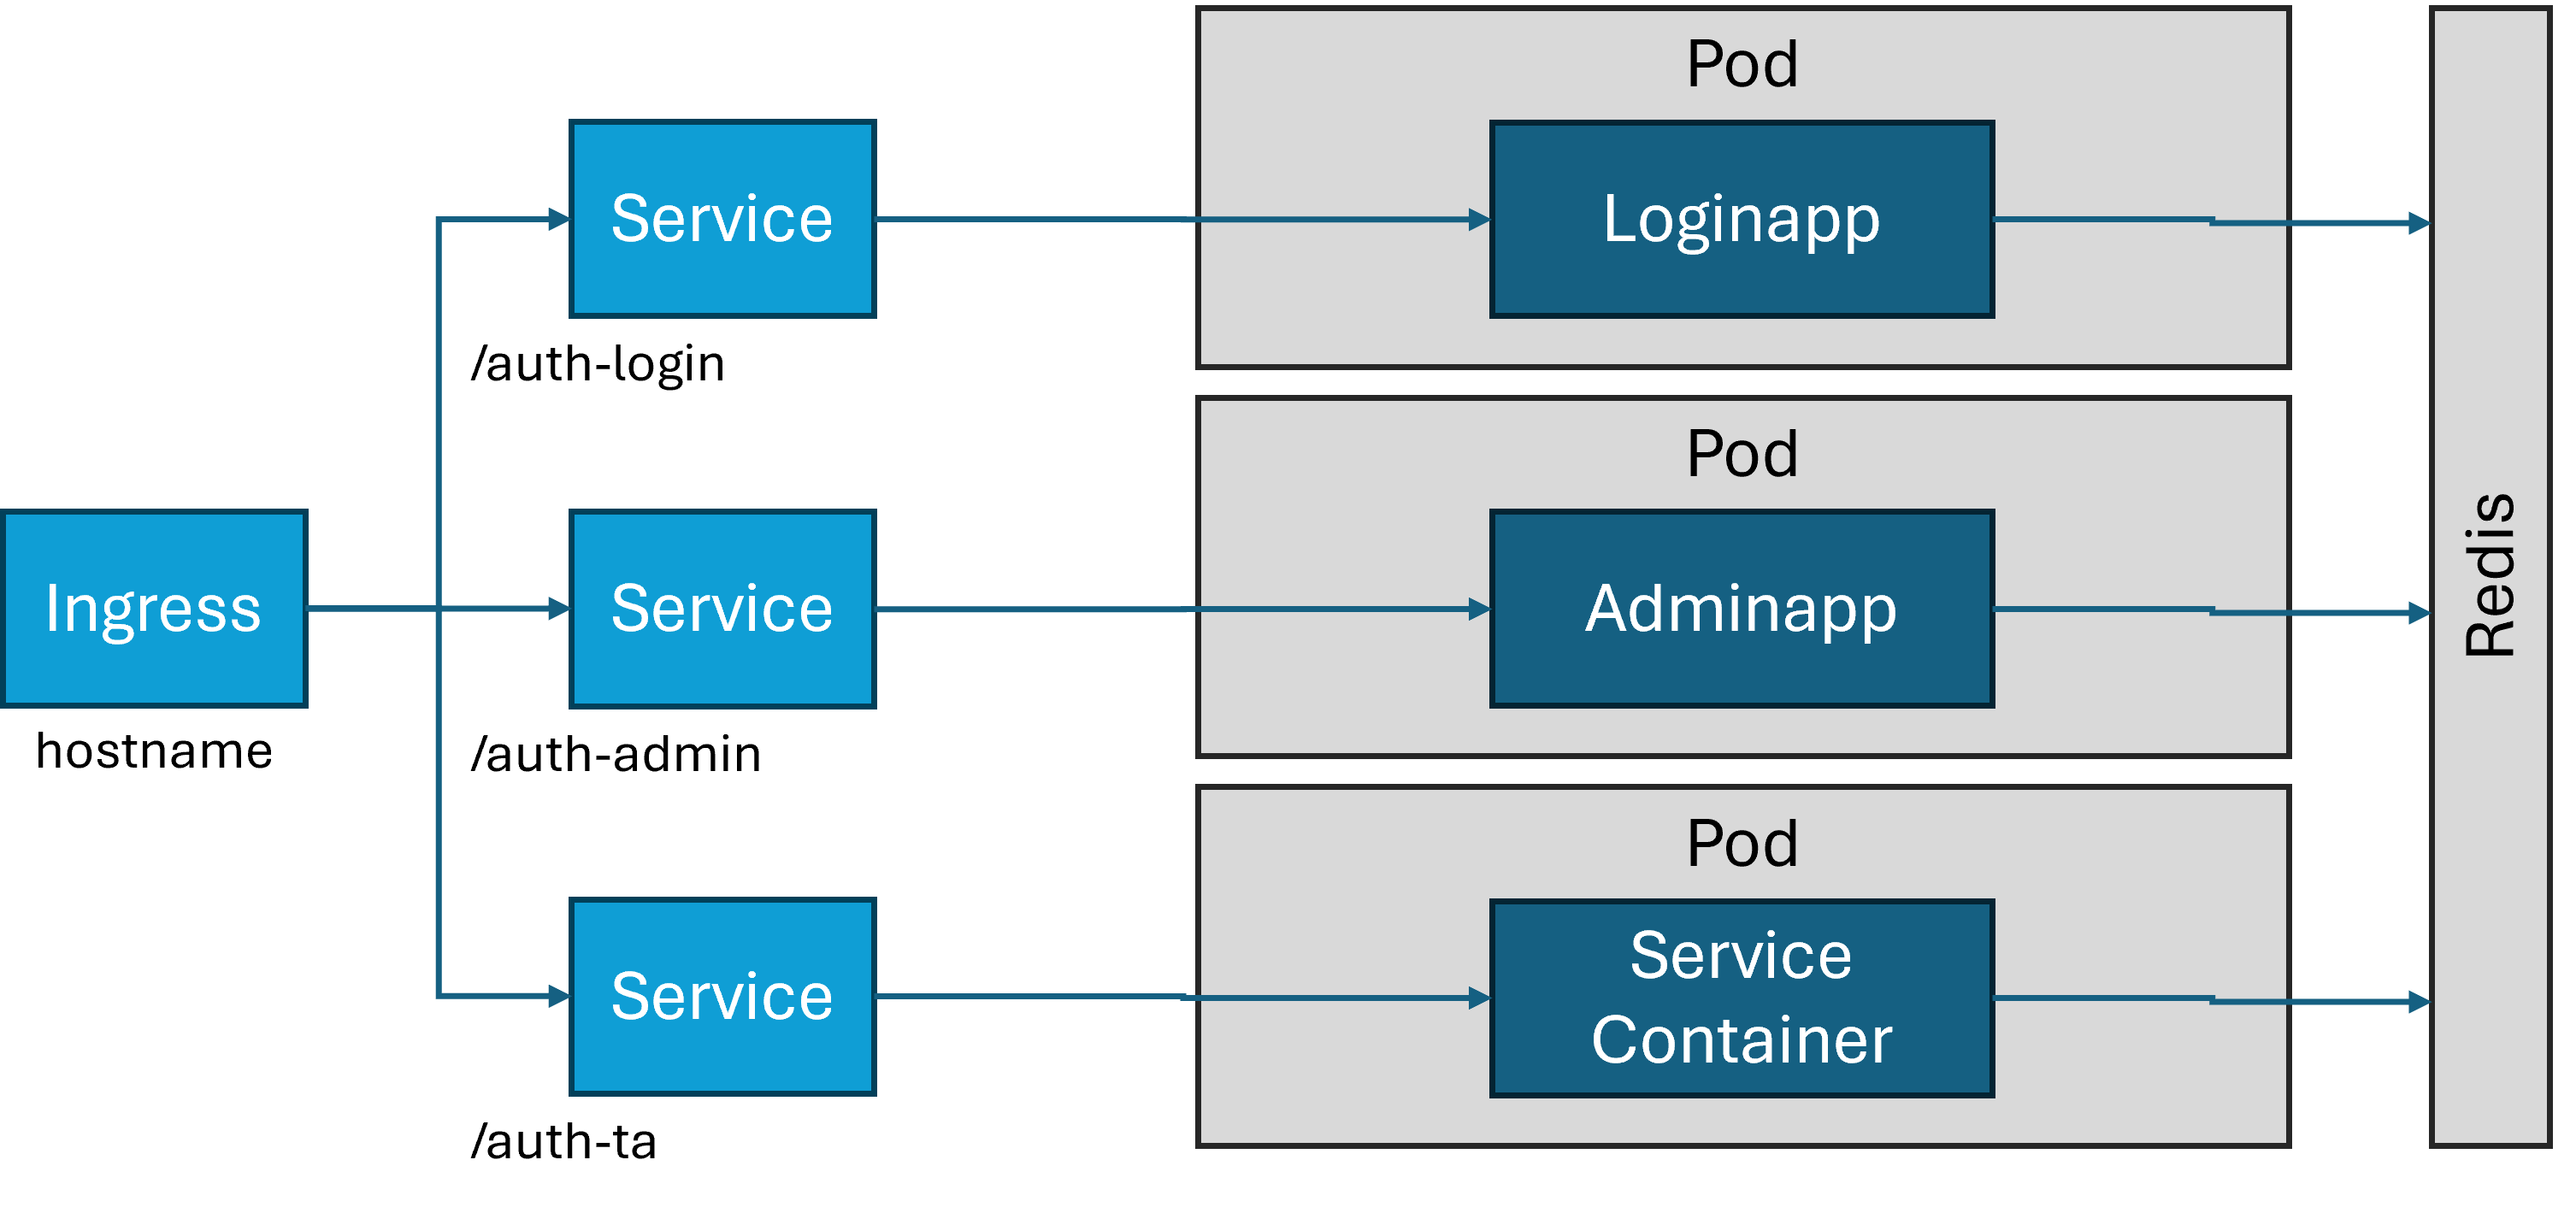 Pod
Service
Loginapp
/auth-login
Pod
Ingress
Service
Adminapp
hostname
/auth-admin
Pod
Service
Service
Container
/auth-ta
Redis